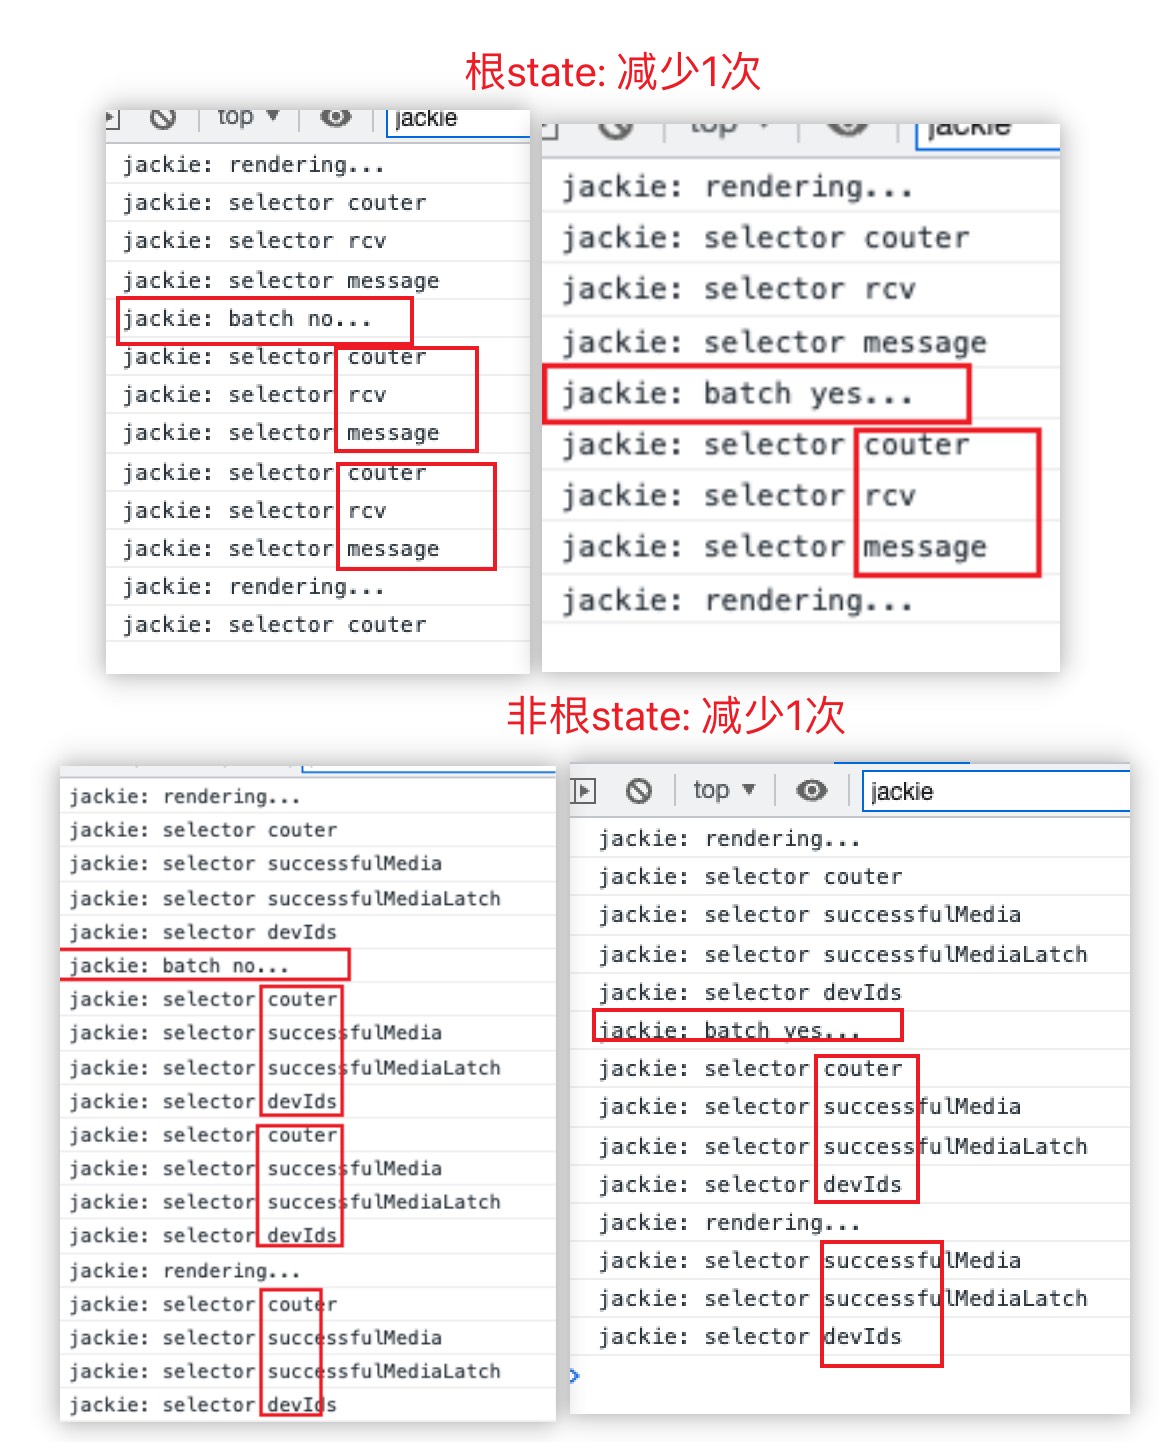 根state: 减少1次
top
jackie
jackie: rendering...
jackie: selector couter
jackie: selector rcv
jackie: selector message
jackie: batch no...
jackie: selector couter
jackie: selector rcv
jackie: selector message
jackie: selector couter
jackie: selector rcv
jackie: selector message
jackie: rendering...
jackie: selector couter
top
jackie
jackie: rendering...
jackie: selector couter
jackie: selector rcv
jackie: selector message
jackie: batch yes...
jackie: selector couter
jackie: selector rcv
jackie: selector message
jackie: rendering...
非根state: 减少1次
jackie: rendering...
jackie: selector couter
jackie: selector successfulMedia
jackie: selector successfulMediaLatch
jackie: selector devIds
jackie: batch no...
jackie: selector couter
jackie: selector successfulMedia
jackie: selector successfulMediaLatch
jackie: selector devIds
jackie: selector couter
jackie: selector successfulMedia
jackie: selector successfulMediaLatch
jackie: selector devIds
jackie: rendering...
jackie: selector couter
jackie: selector successfulMedia
jackie: selector successfulMediaLatch
jackie: selector devIds
top
jackie
jackie: rendering...
jackie: selector couter
jackie: selector successfulMedia
jackie: selector successfulMediaLatch
jackie: selector devIds
jackie: batch yes...
jackie: selector couter
jackie: selector successfulMedia
jackie: selector successfulMediaLatch
jackie: selector devIds
jackie: rendering...
jackie: selector successfulMedia
jackie: selector successfulMediaLatch
jackie: selector devIds